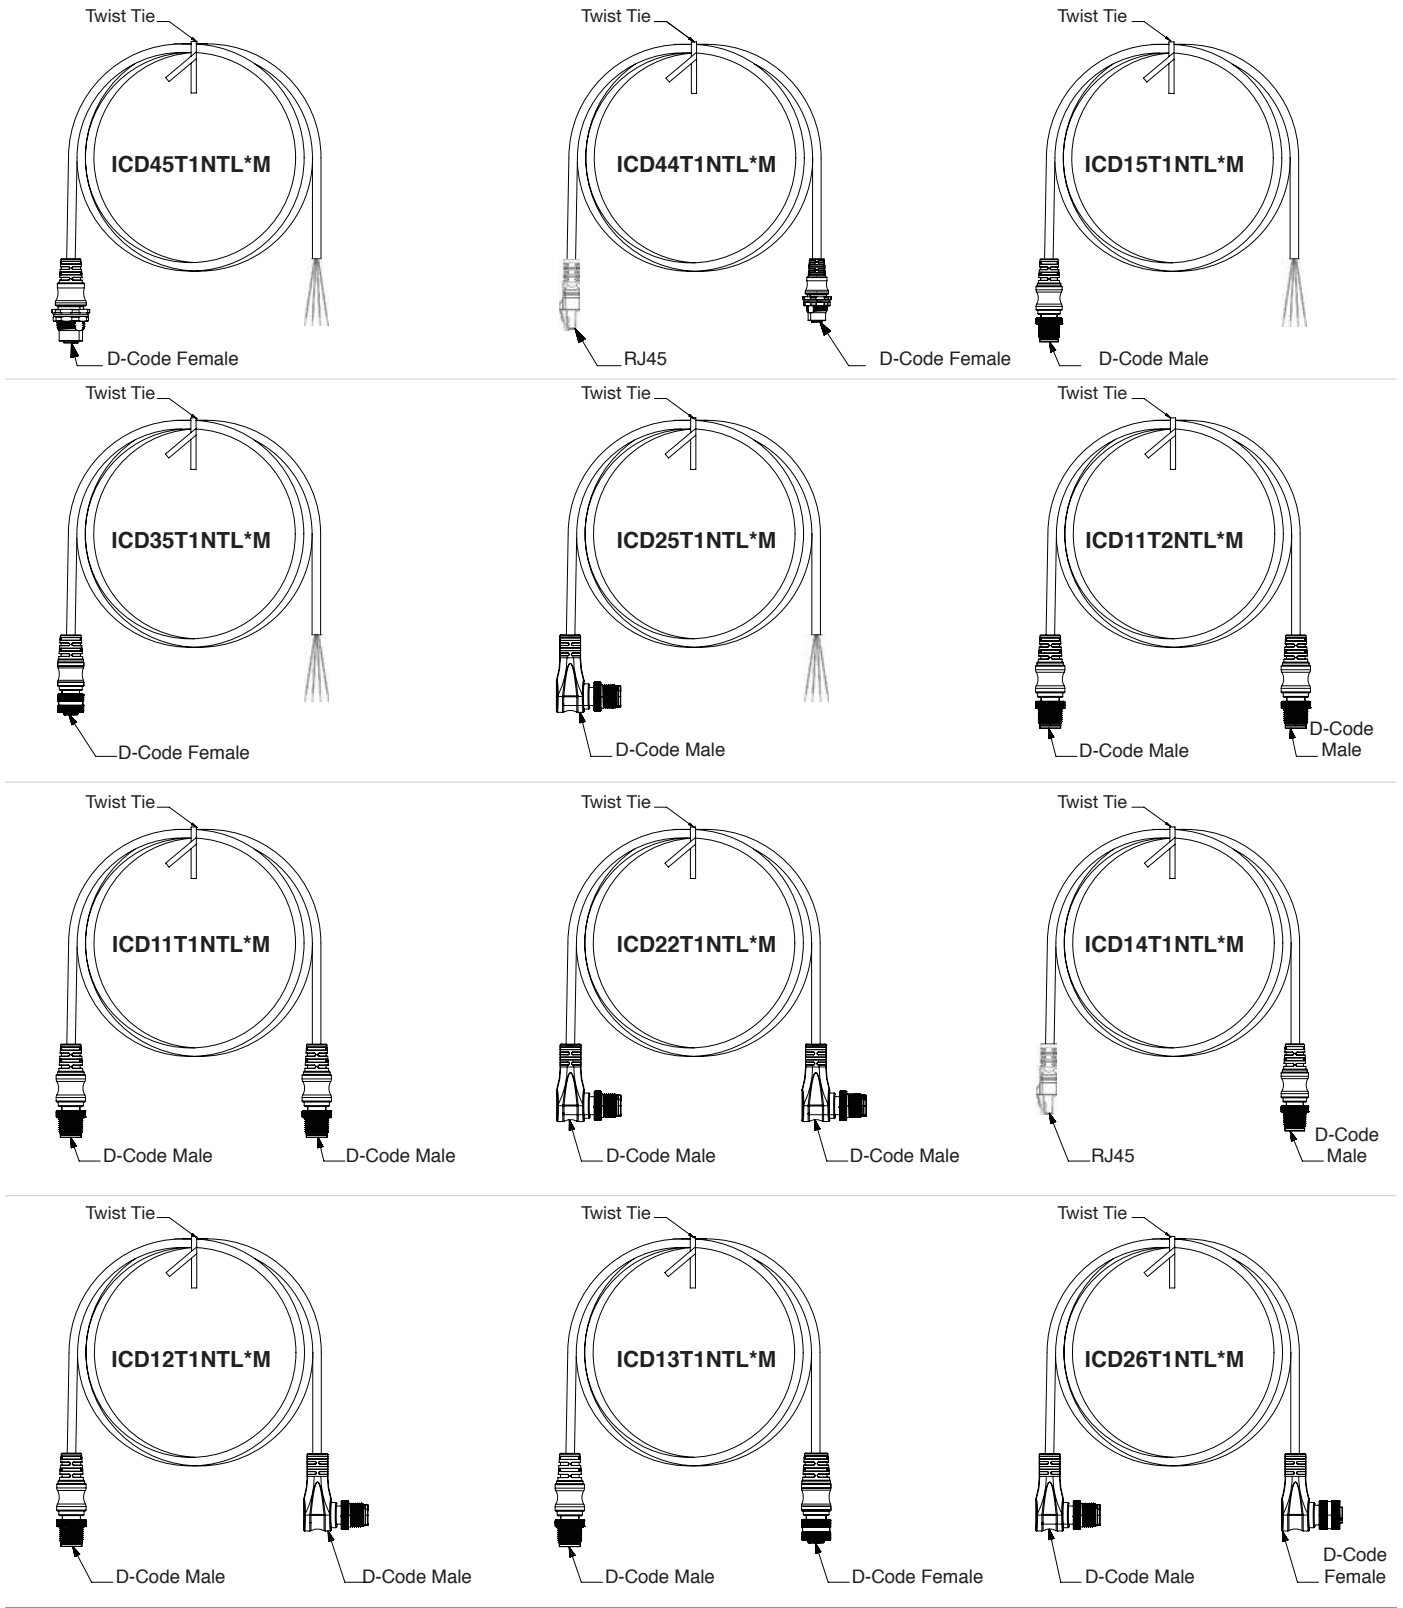 Twist Tie
ICD45T1NTL*M
D-Code Female
Twist Tie
ICD44T1NTL*M
RJ45
D-Code Female
Twist Tie
ICD15T1NTL*M
D-Code Male
Twist Tie
ICD35T1NTL*M
D-Code Female
Twist Tie
ICD25T1NTL*M
D-Code Male
Twist Tie
ICD11T2NTL*M
D-Code Male
D-Code
Male
Twist Tie
ICD11T1NTL*M
D-Code Male
D-Code Male
Twist Tie
ICD22T1NTL*M
D-Code Male
D-Code Male
Twist Tie
ICD14T1NTL*M
RJ45
D-Code
Male
Twist Tie
ICD12T1NTL*M
D-Code Male
D-Code Male
Twist Tie
ICD13T1NTL*M
D-Code Male
D-Code Female
Twist Tie
ICD26T1NTL*M
D-Code Male
D-Code
Female